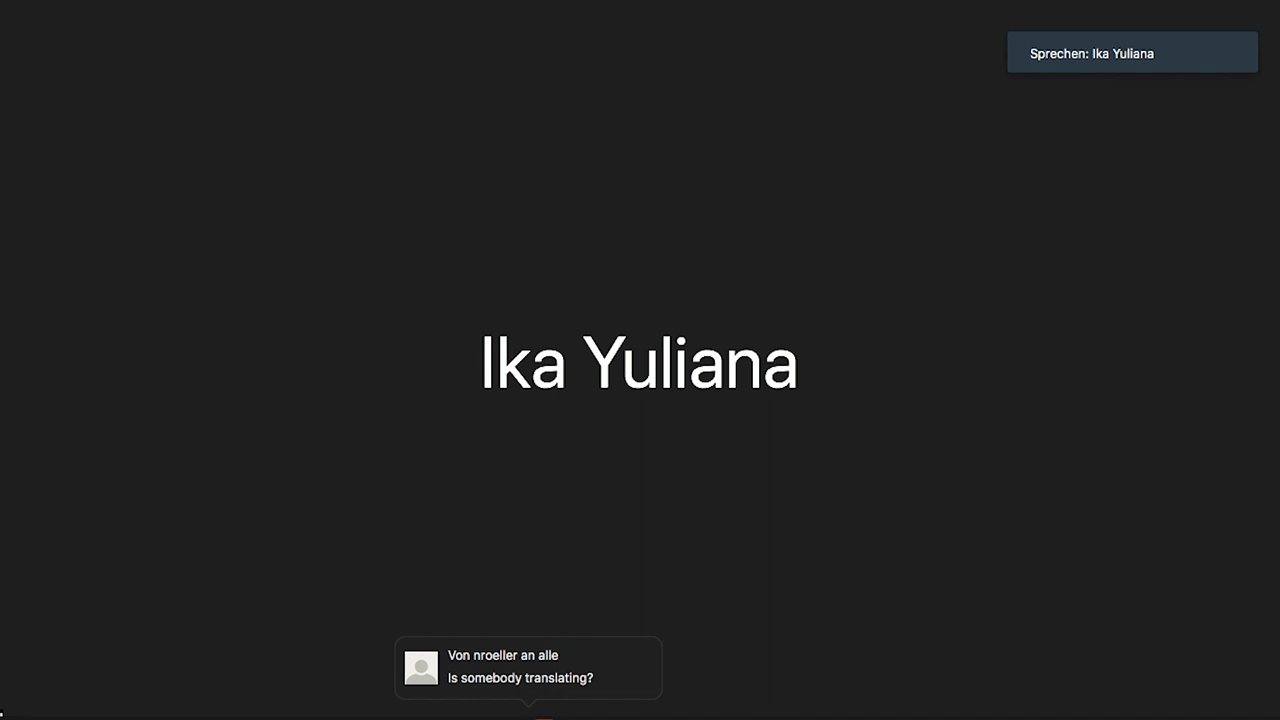 Sprechen: Ika Yuliana
Ika Yuliana
Von nroeller an alle
Is somebody translating?